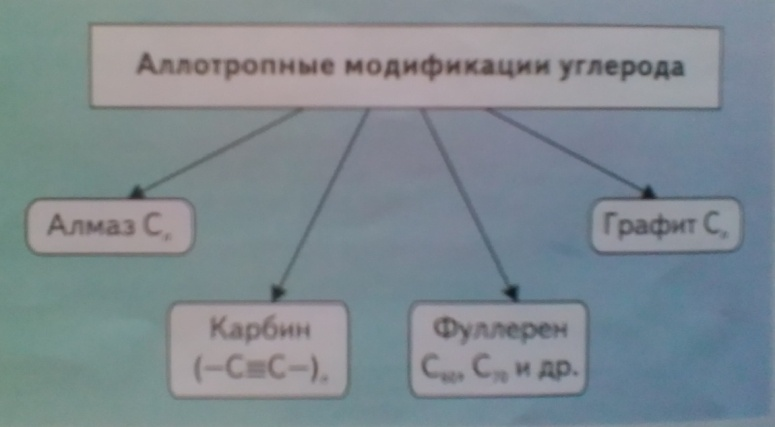 Аллотропные модификации углерода
Алмаз Cₙ
Графит Cₙ
Карбин
(−C≡C−)ₙ
Фуллерен
C₆₀, C₇₀ и др.